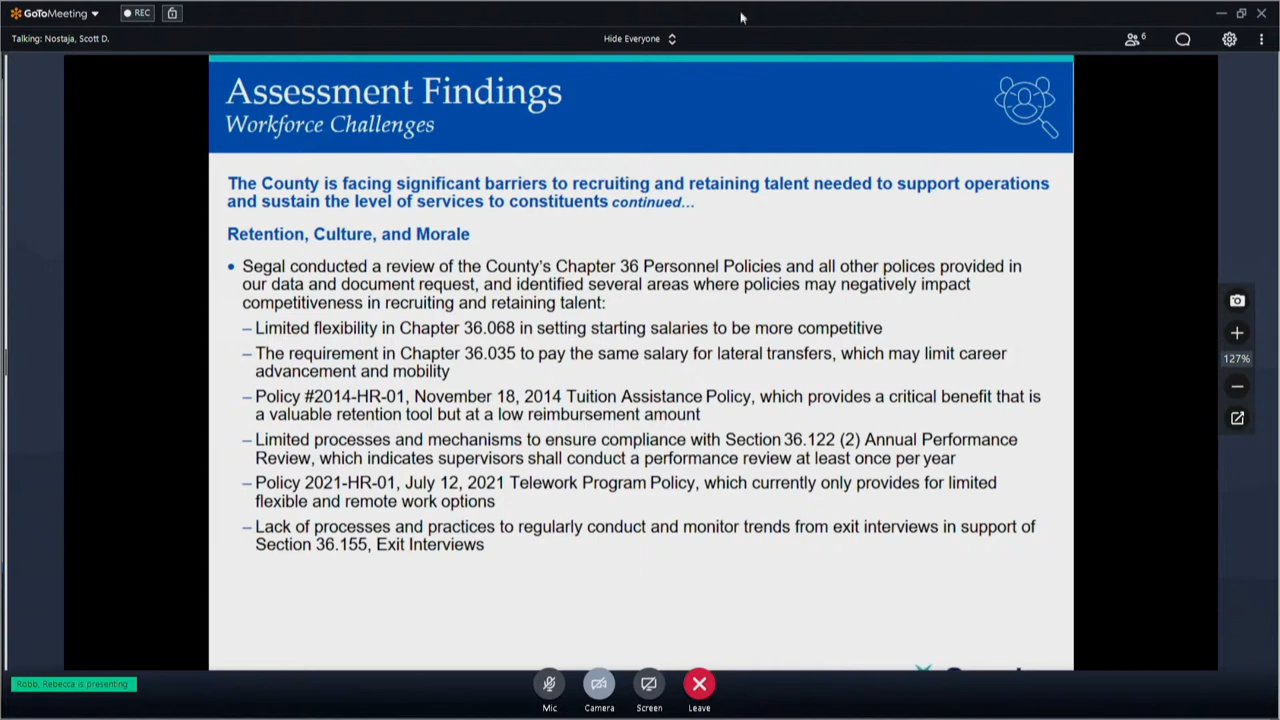 GoToMeeting
REC
Talking: Nostaja, Scott D.
Hide Everyone
6
Assessment Findings
Workforce Challenges
The County is facing significant barriers to recruiting and retaining talent needed to support operations
and sustain the level of services to constituents continued...
Retention, Culture, and Morale
• Segal conducted a review of the County's Chapter 36 Personnel Policies and all other polices provided in
our data and document request, and identified several areas where policies may negatively impact
competitiveness in recruiting and retaining talent:
– Limited flexibility in Chapter 36.068 in setting starting salaries to be more competitive
– The requirement in Chapter 36.035 to pay the same salary for lateral transfers, which may limit career
advancement and mobility
– Policy #2014-HR-01, November 18, 2014 Tuition Assistance Policy, which provides a critical benefit that is
a valuable retention tool but at a low reimbursement amount
– Limited processes and mechanisms to ensure compliance with Section 36.122 (2) Annual Performance
Review, which indicates supervisors shall conduct a performance review at least once per year
– Policy 2021-HR-01, July 12, 2021 Telework Program Policy, which currently only provides for limited
flexible and remote work options
– Lack of processes and practices to regularly conduct and monitor trends from exit interviews in support of
Section 36.155, Exit Interviews
127%
Robb, Rebecca is presenting
Mic
Camera
Screen
Leave